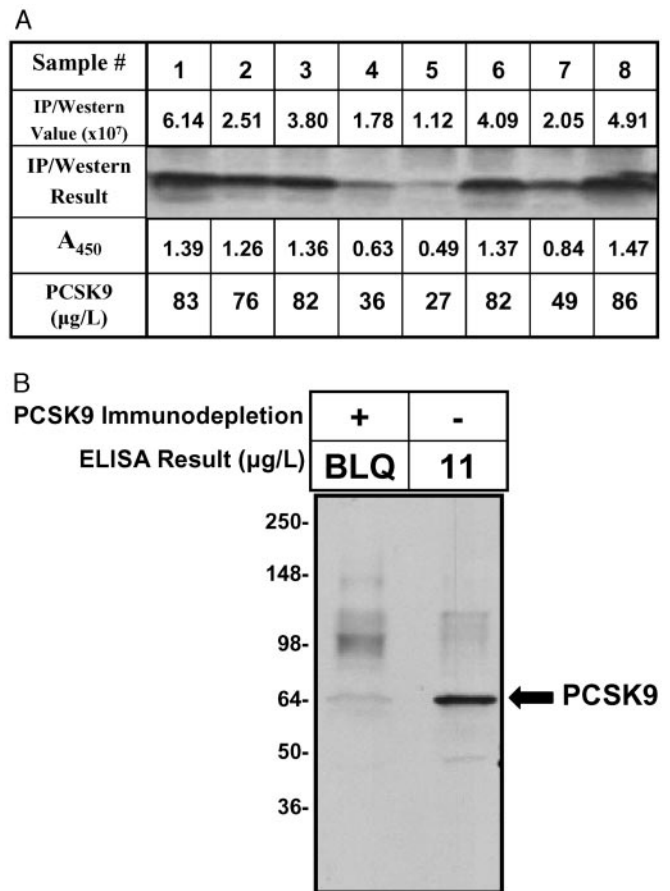 A
Sample # 1 2 3 4 5 6 7 8
IP/Western
Value (x10⁷) 6.14 2.51 3.80 1.78 1.12 4.09 2.05 4.91
IP/Western
Result
A₄₅₀ 1.39 1.26 1.36 0.63 0.49 1.37 0.84 1.47
PCSK9
(µg/L) 83 76 82 36 27 82 49 86
B
PCSK9 Immunodepletion + -
ELISA Result (µg/L) BLQ 11
250-
148-
98-
64- PCSK9
50-
36-